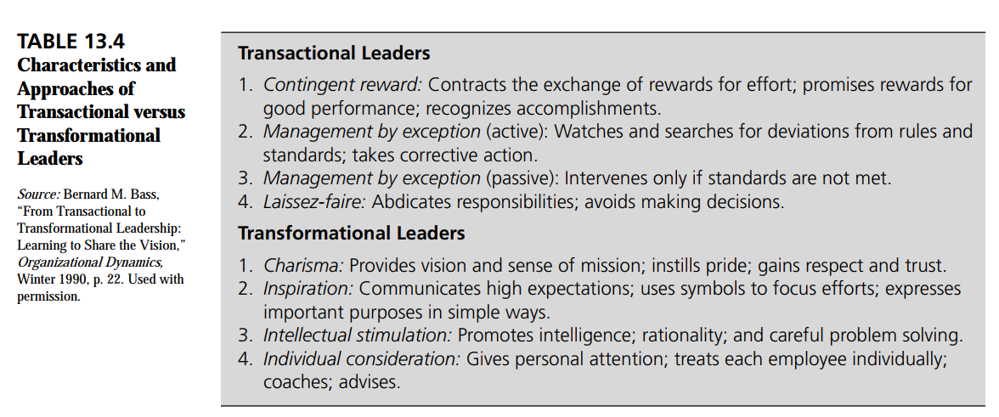 TABLE 13.4
Characteristics and
Approaches of
Transactional versus
Transformational
Leaders
Source: Bernard M. Bass,
“From Transactional to
Transformational Leadership:
Learning to Share the Vision,”
Organizational Dynamics,
Winter 1990, p. 22. Used with
permission.
Transactional Leaders
1. Contingent reward: Contracts the exchange of rewards for effort; promises rewards for
good performance; recognizes accomplishments.
2. Management by exception (active): Watches and searches for deviations from rules and
standards; takes corrective action.
3. Management by exception (passive): Intervenes only if standards are not met.
4. Laissez-faire: Abdicates responsibilities; avoids making decisions.
Transformational Leaders
1. Charisma: Provides vision and sense of mission; instills pride; gains respect and trust.
2. Inspiration: Communicates high expectations; uses symbols to focus efforts; expresses
important purposes in simple ways.
3. Intellectual stimulation: Promotes intelligence; rationality; and careful problem solving.
4. Individual consideration: Gives personal attention; treats each employee individually;
coaches; advises.